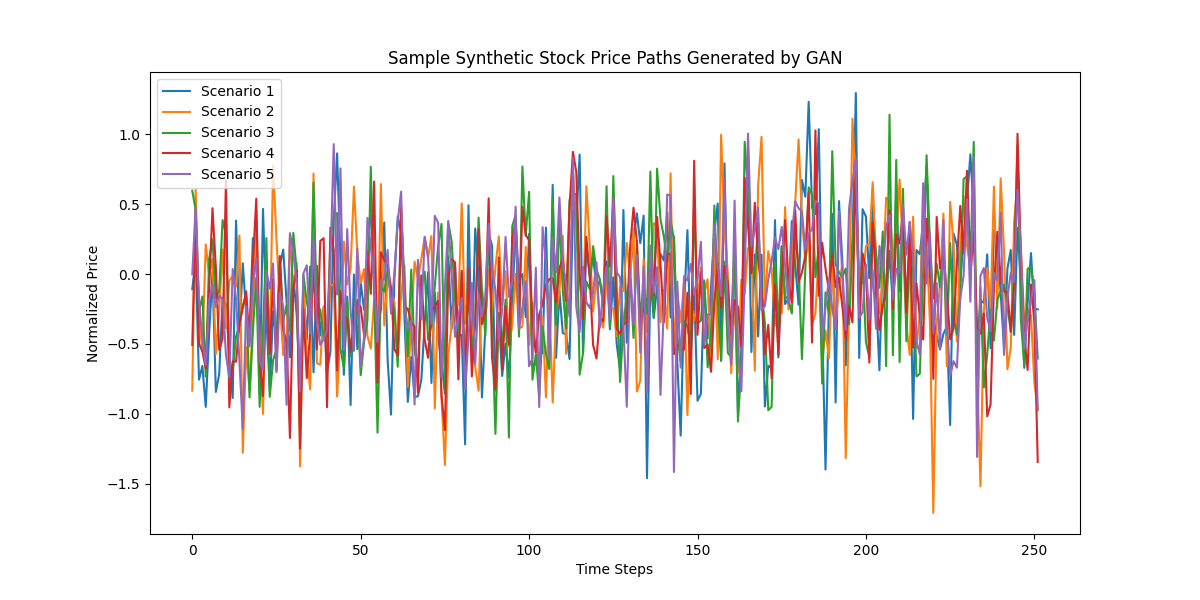 Sample Synthetic Stock Price Paths Generated by GAN
Scenario 1
Scenario 2
Scenario 3
Scenario 4
Scenario 5
Normalized Price
1.0
0.5
0.0
−0.5
−1.0
−1.5
0 50 100 150 200 250
Time Steps